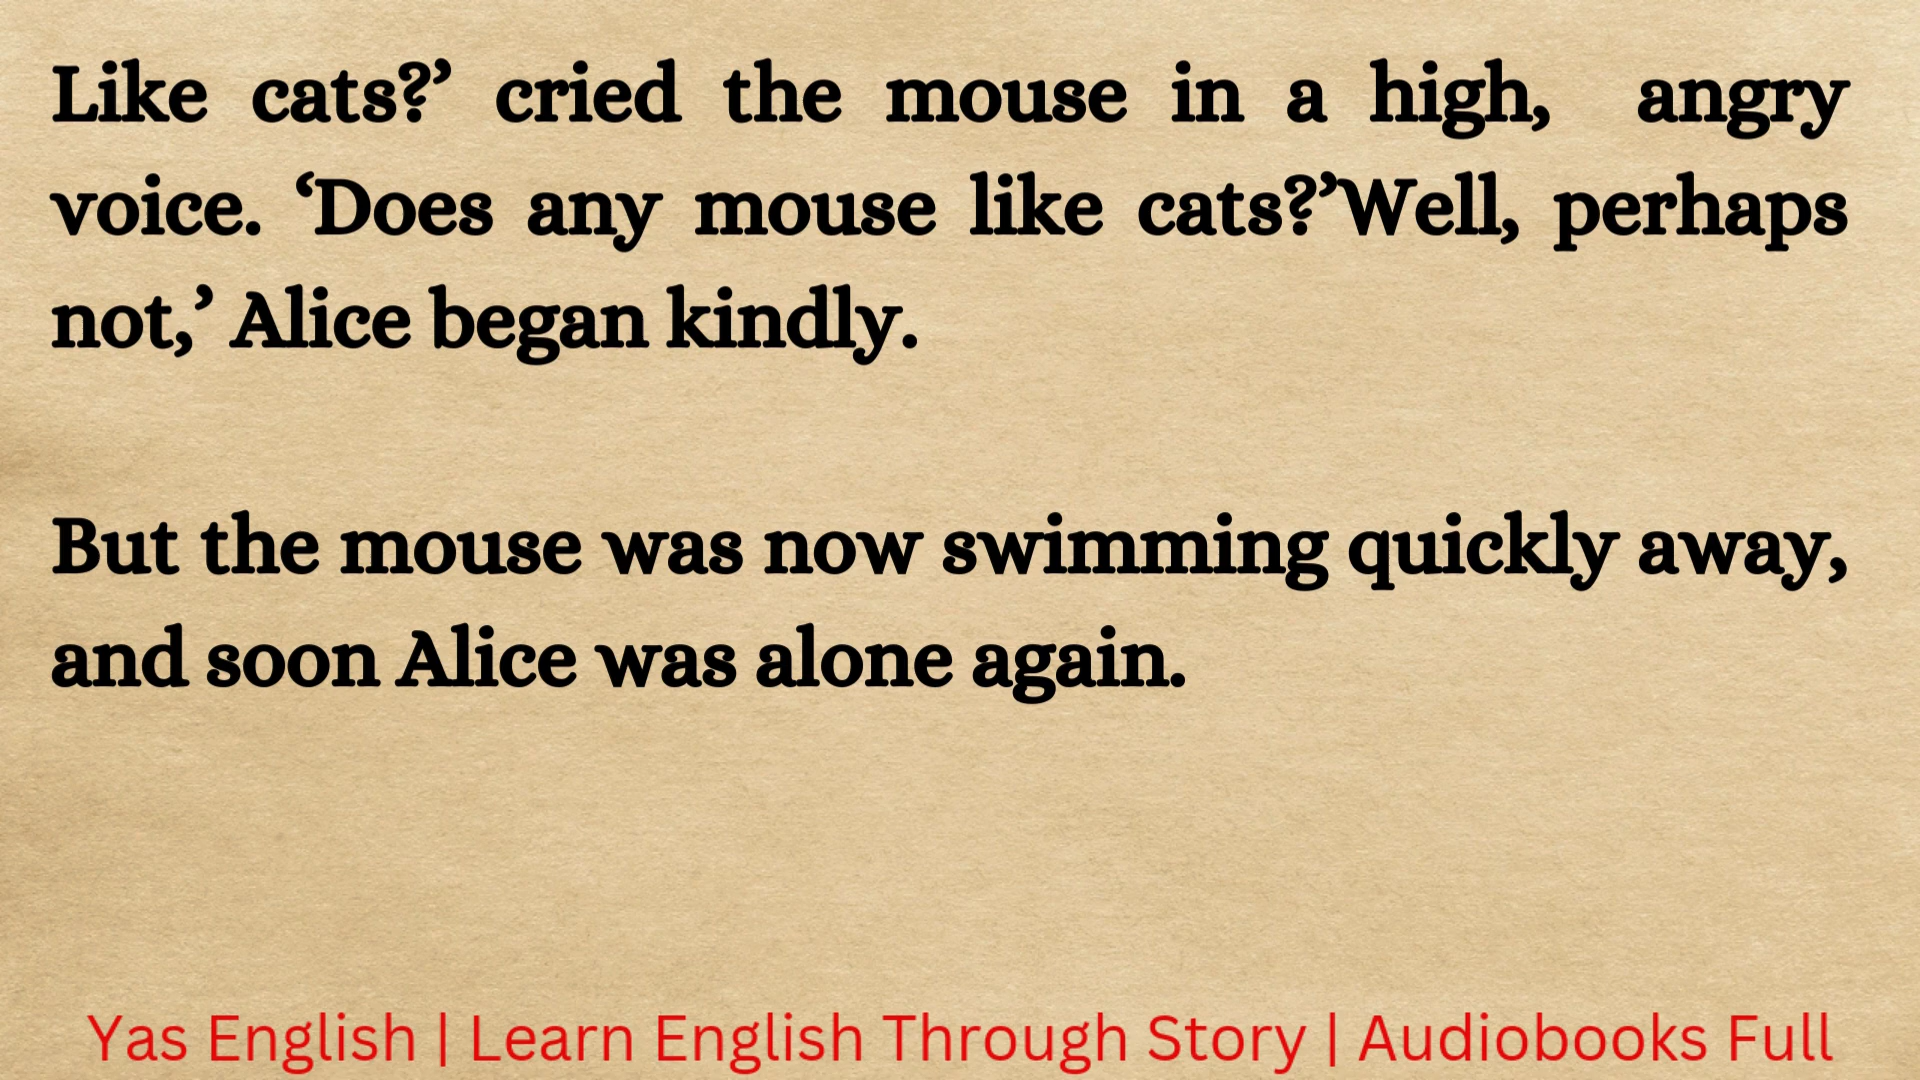 Like cats?’ cried the mouse in a high, angry
voice. ‘Does any mouse like cats?’Well, perhaps
not,’ Alice began kindly.
But the mouse was now swimming quickly away,
and soon Alice was alone again.
Yas English | Learn English Through Story | Audiobooks Full